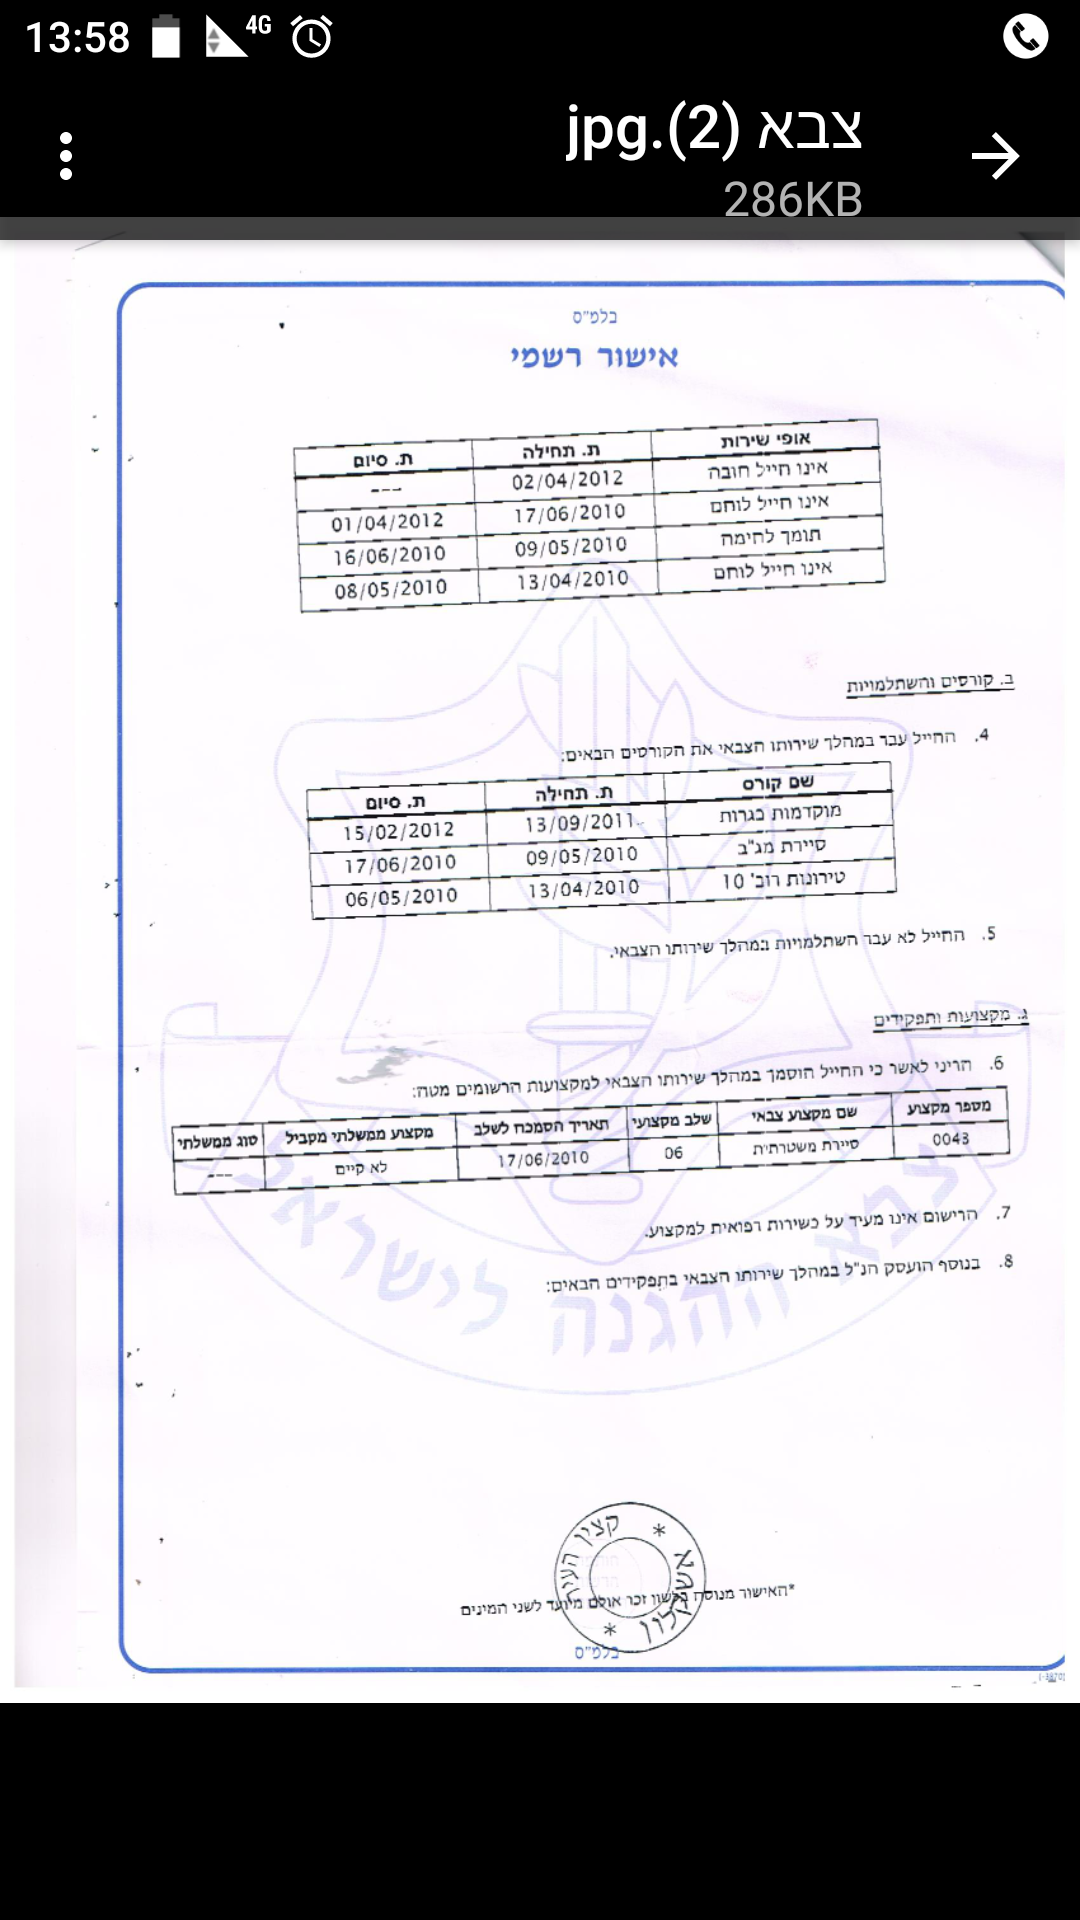 13:58 4G
צבא (2).jpg
286KB
בלמ"ס
אישור רשמי
אופי שירות ת. תחילה ת. סיום
אינו חייל חובה 02/04/2012 ---
אינו חייל לוחם 17/06/2010 01/04/2012
תומך לחימה 09/05/2010 16/06/2010
אינו חייל לוחם 13/04/2010 08/05/2010
ב. קורסים והשתלמויות
4. החייל עבר במהלך שירותו הצבאי את הקורסים הבאים:
שם קורס ת. תחילה ת. סיום
מוקדמות בגרות 13/09/2011 15/02/2012
סיירת מג"ב 09/05/2010 17/06/2010
טירונות רוב' 10 13/04/2010 06/05/2010
5. החייל לא עבר השתלמויות במהלך שירותו הצבאי.
ג. מקצועות ותפקידים
6. הריני לאשר כי החייל הוסמך במהלך שירותו הצבאי למקצועות הרשומים מטה:
מספר מקצוע שם מקצוע צבאי שלב מקצועי תאריך הסמכה לשלב מקצוע ממשלתי מקביל סוג ממשלתי
0043 סיירת משטרתית 06 17/06/2010 לא קיים ---
7. הרישום אינו מעיד על כשירות רפואית למקצוע.
8. בנוסף הועסק הנ"ל במהלך שירותו הצבאי בתפקידים הבאים:
צבא ההגנה לישראל
קצין העיר * אשקלון *
*האישור מנוסח בלשון זכר אולם מיועד לשני המינים
בלמ"ס